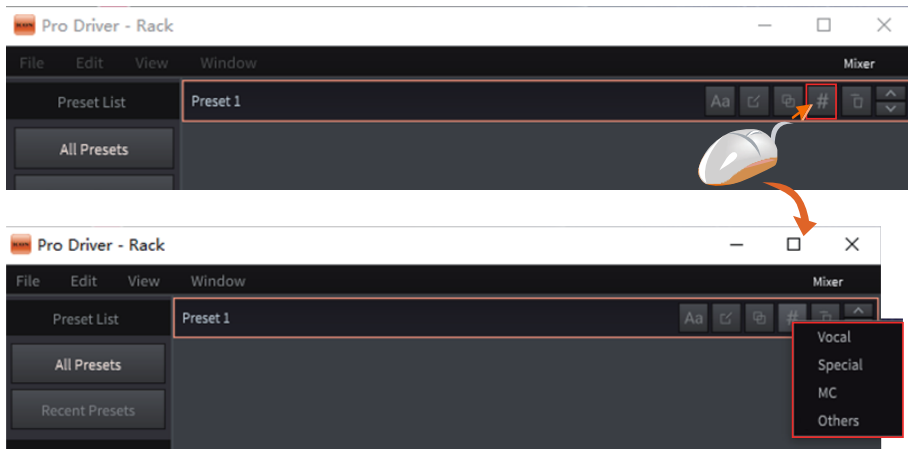 Pro Driver - Rack
File Edit View Window Mixer
Preset List Preset 1 Aa #
All Presets
Pro Driver - Rack
File Edit View Window Mixer
Preset List Preset 1 Aa #
All Presets
Recent Presets
Vocal
Special
MC
Others